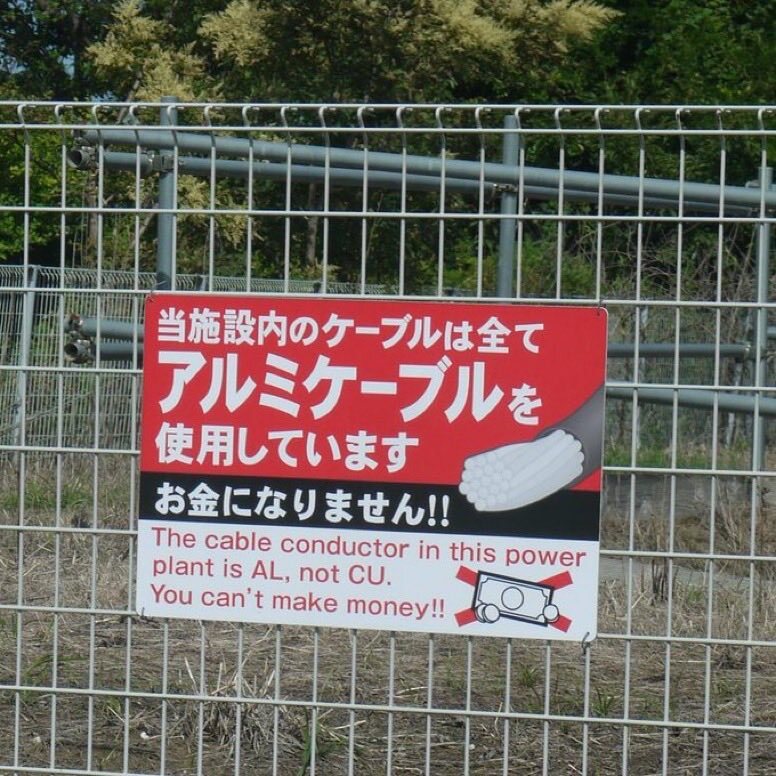 当施設内のケーブルは全て
アルミケーブルを
使用しています
お金になりません!!
The cable conductor in this power
plant is AL, not CU.
You can't make money!!